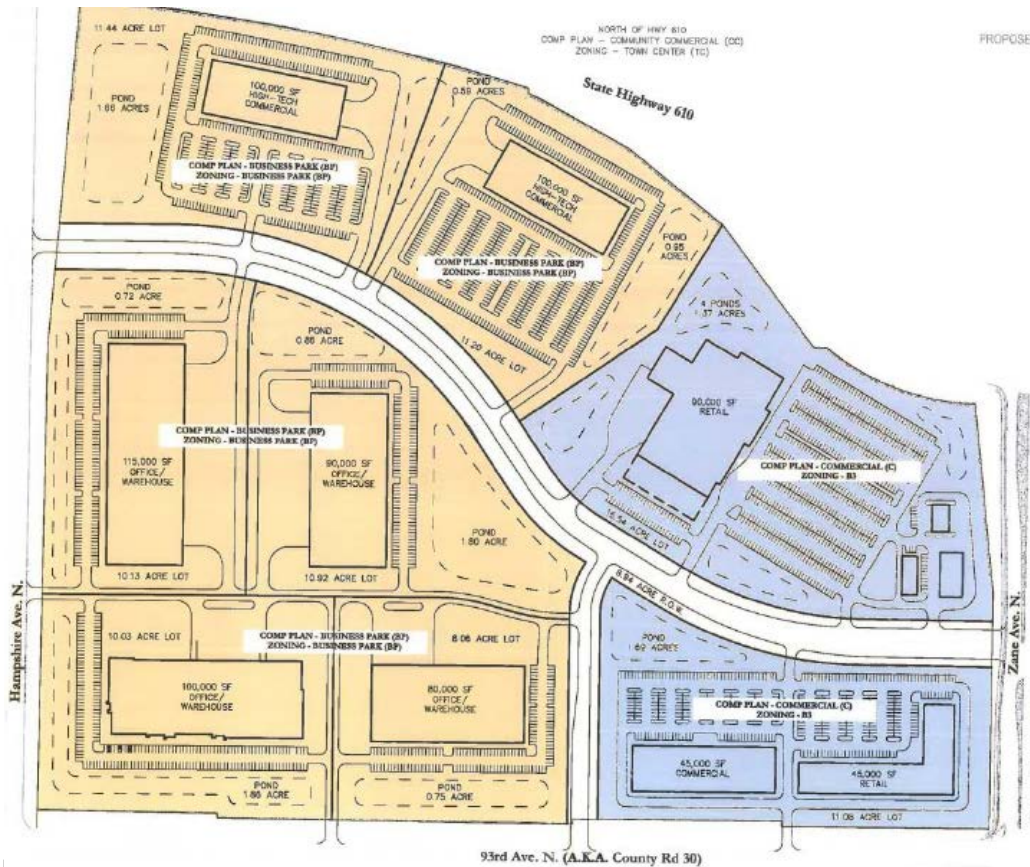 NORTH OF HWY 610
COMP PLAN - COMMUNITY COMMERCIAL (CC)
ZONING - TOWN CENTER (TC)
PROPOSE
State Highway 610
11.44 ACRE LOT
POND
1.66 ACRES
100,000 SF
HIGH-TECH
COMMERCIAL
COMP PLAN - BUSINESS PARK (BP)
ZONING - BUSINESS PARK (BP)
POND
0.59 ACRES
100,000 SF
HIGH-TECH
COMMERCIAL
COMP PLAN - BUSINESS PARK (BP)
ZONING - BUSINESS PARK (BP)
POND
0.95
ACRES
11.20 ACRE LOT
POND
0.72 ACRE
POND
0.86 ACRE
4 PONDS
1.37 ACRES
90,000 SF
RETAIL
COMP PLAN - COMMERCIAL (C)
ZONING - B3
16.54 ACRE LOT
COMP PLAN - BUSINESS PARK (BP)
ZONING - BUSINESS PARK (BP)
115,000 SF
OFFICE/
WAREHOUSE
90,000 SF
OFFICE/
WAREHOUSE
POND
1.80 ACRE
10.13 ACRE LOT
10.92 ACRE LOT
8.94 ACRE R.O.W.
Hampshire Ave. N.
Zane Ave. N.
10.03 ACRE LOT
COMP PLAN - BUSINESS PARK (BP)
ZONING - BUSINESS PARK (BP)
8.06 ACRE LOT
100,000 SF
OFFICE/
WAREHOUSE
80,000 SF
OFFICE/
WAREHOUSE
POND
1.69 ACRES
COMP PLAN - COMMERCIAL (C)
ZONING - B3
45,000 SF
COMMERCIAL
45,000 SF
RETAIL
POND
1.86 ACRE
POND
0.75 ACRE
11.08 ACRE LOT
93rd Ave. N. (A.K.A. County Rd 30)